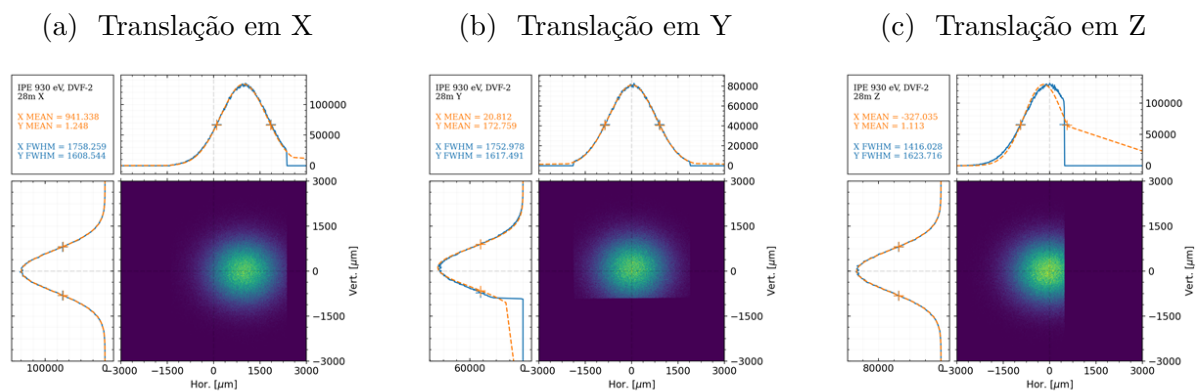 (a) Translação em X
IPE 930 eV, DVF-2
28m X
X MEAN = 941.338
Y MEAN = 1.248
X FWHM = 1758.259
Y FWHM = 1608.544
100000
50000
0
3000
1500
0
−1500
−3000
Vert. [μm]
100000
0
−3000
−1500
0
1500
3000
Hor. [μm]
(b) Translação em Y
IPE 930 eV, DVF-2
28m Y
X MEAN = 20.812
Y MEAN = 172.759
X FWHM = 1752.978
Y FWHM = 1617.491
80000
60000
40000
20000
0
3000
1500
0
−1500
−3000
Vert. [μm]
60000
0
−3000
−1500
0
1500
3000
Hor. [μm]
(c) Translação em Z
IPE 930 eV, DVF-2
28m Z
X MEAN = -327.035
Y MEAN = 1.113
X FWHM = 1416.028
Y FWHM = 1623.716
100000
50000
0
3000
1500
0
−1500
−3000
Vert. [μm]
80000
0
−3000
−1500
0
1500
3000
Hor. [μm]